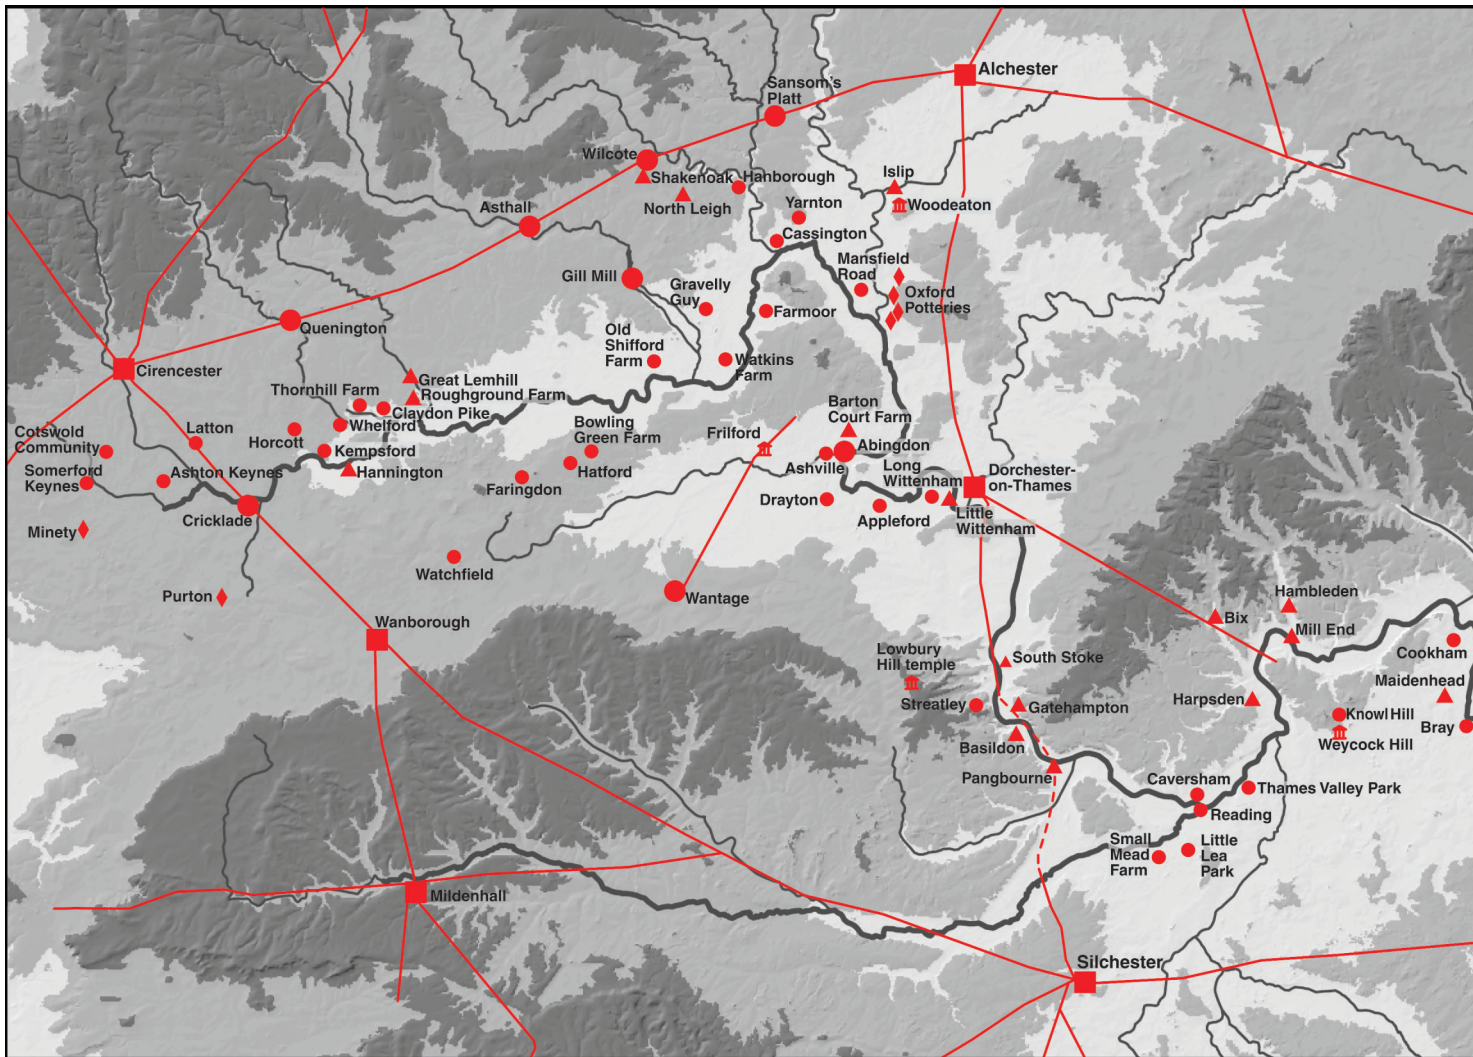 Alchester
Sansom's
Platt
Wilcote
Shakenoak
Hanborough
North Leigh
Islip
Woodeaton
Asthall
Yarnton
Cassington
Gill Mill
Gravelly
Guy
Mansfield
Road
Oxford
Potteries
Farmoor
Quenington
Old
Shifford
Farm
Watkins
Farm
Cirencester
Great Lemhill
Roughground Farm
Thornhill Farm
Claydon Pike
Whelford
Latton
Horcott
Kempsford
Hannington
Cotswold
Community
Somerford
Keynes
Ashton Keynes
Bowling
Green Farm
Hatford
Faringdon
Frilford
Barton
Court Farm
Abingdon
Ashville
Long
Wittenham
Drayton
Appleford
Dorchester-
on-Thames
Little
Wittenham
Cricklade
Minety
Purton
Watchfield
Wantage
Wanborough
Hambleden
Bix
Mill End
Cookham
Lowbury
Hill temple
South Stoke
Streatley
Gatehampton
Harpsden
Maidenhead
Knowl Hill
Bray
Weycock Hill
Basildon
Pangbourne
Caversham
Thames Valley Park
Reading
Small
Mead
Farm
Little
Lea
Park
Mildenhall
Silchester